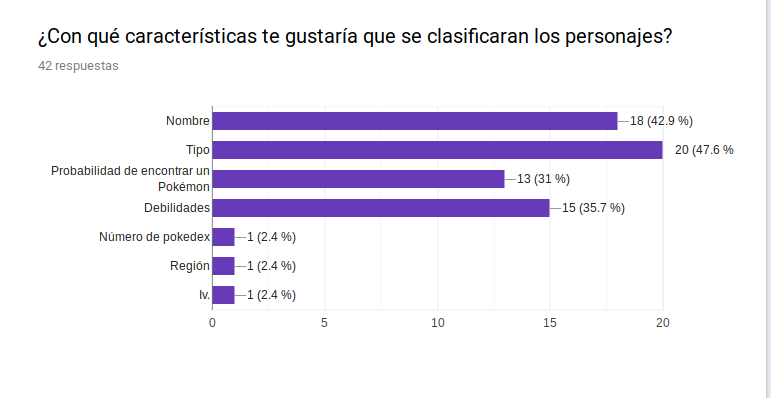 ¿Con qué características te gustaría que se clasificaran los personajes?
42 respuestas
Nombre
18 (42.9 %)
Tipo
20 (47.6 %
Probabilidad de encontrar un
Pokémon
13 (31 %)
Debilidades
15 (35.7 %)
Número de pokedex
1 (2.4 %)
Región
1 (2.4 %)
lv.
1 (2.4 %)
0 5 10 15 20